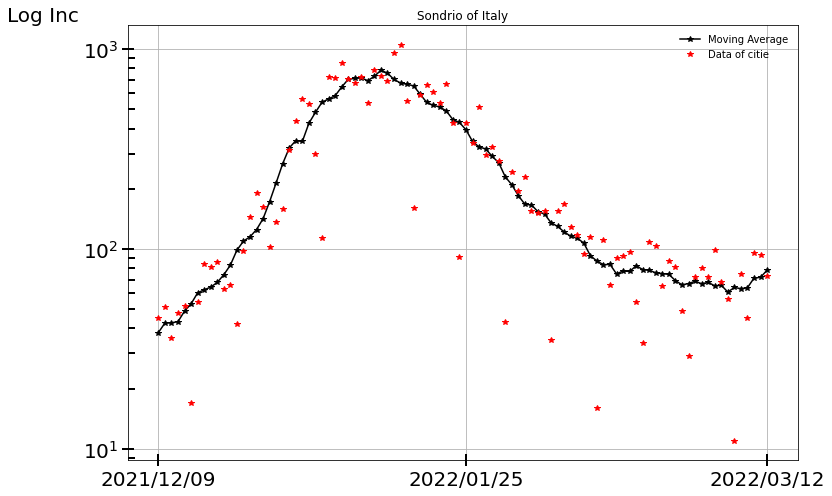 Log Inc
Sondrio of Italy
Moving Average
Data of citie
10³
10²
10¹
2021/12/09
2022/01/25
2022/03/12